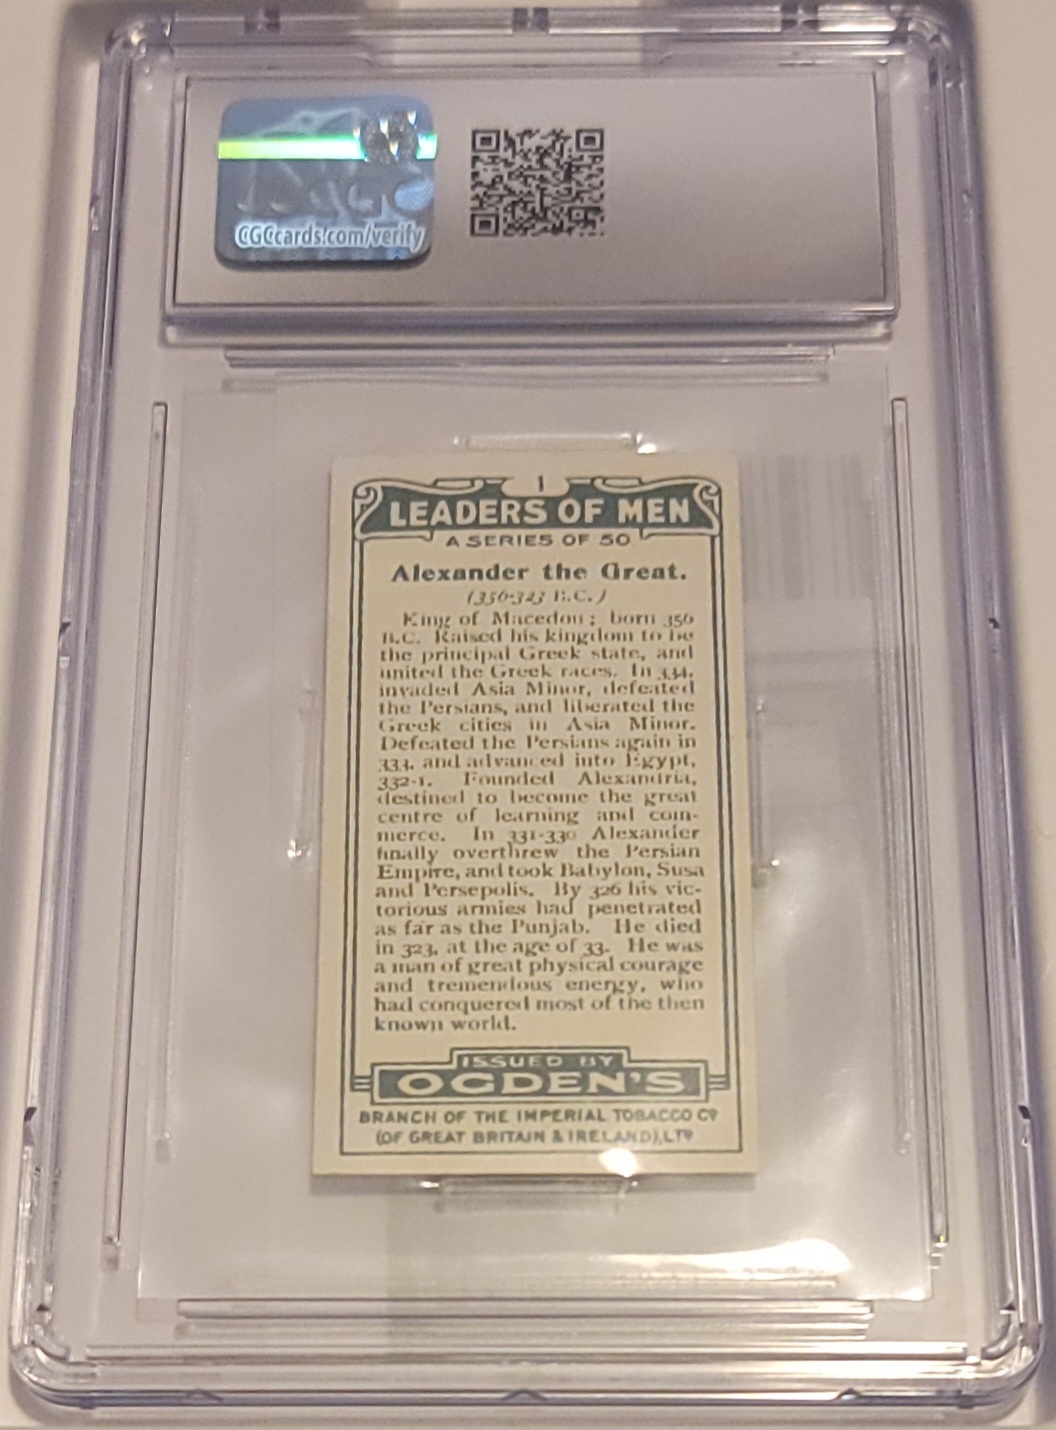 CGCcards.com/verify
1
LEADERS OF MEN
A SERIES OF 50
Alexander the Great.
(356-323 B.C.)
King of Macedon; born 356
B.C. Raised his kingdom to be
the principal Greek state, and
united the Greek races. In 334,
invaded Asia Minor, defeated
the Persians, and liberated the
Greek cities in Asia Minor.
Defeated the Persians again in
333, and advanced into Egypt,
332-1. Founded Alexandria,
destined to become the great
centre of learning and com-
merce. In 331-330 Alexander
finally overthrew the Persian
Empire, and took Babylon, Susa
and Persepolis. By 326 his vic-
torious armies had penetrated
as far as the Punjab. He died
in 323, at the age of 33. He was
a man of great physical courage
and tremendous energy, who
had conquered most of the then
known world.
ISSUED BY
OGDEN'S
BRANCH OF THE IMPERIAL TOBACCO Co
(OF GREAT BRITAIN & IRELAND), LTD